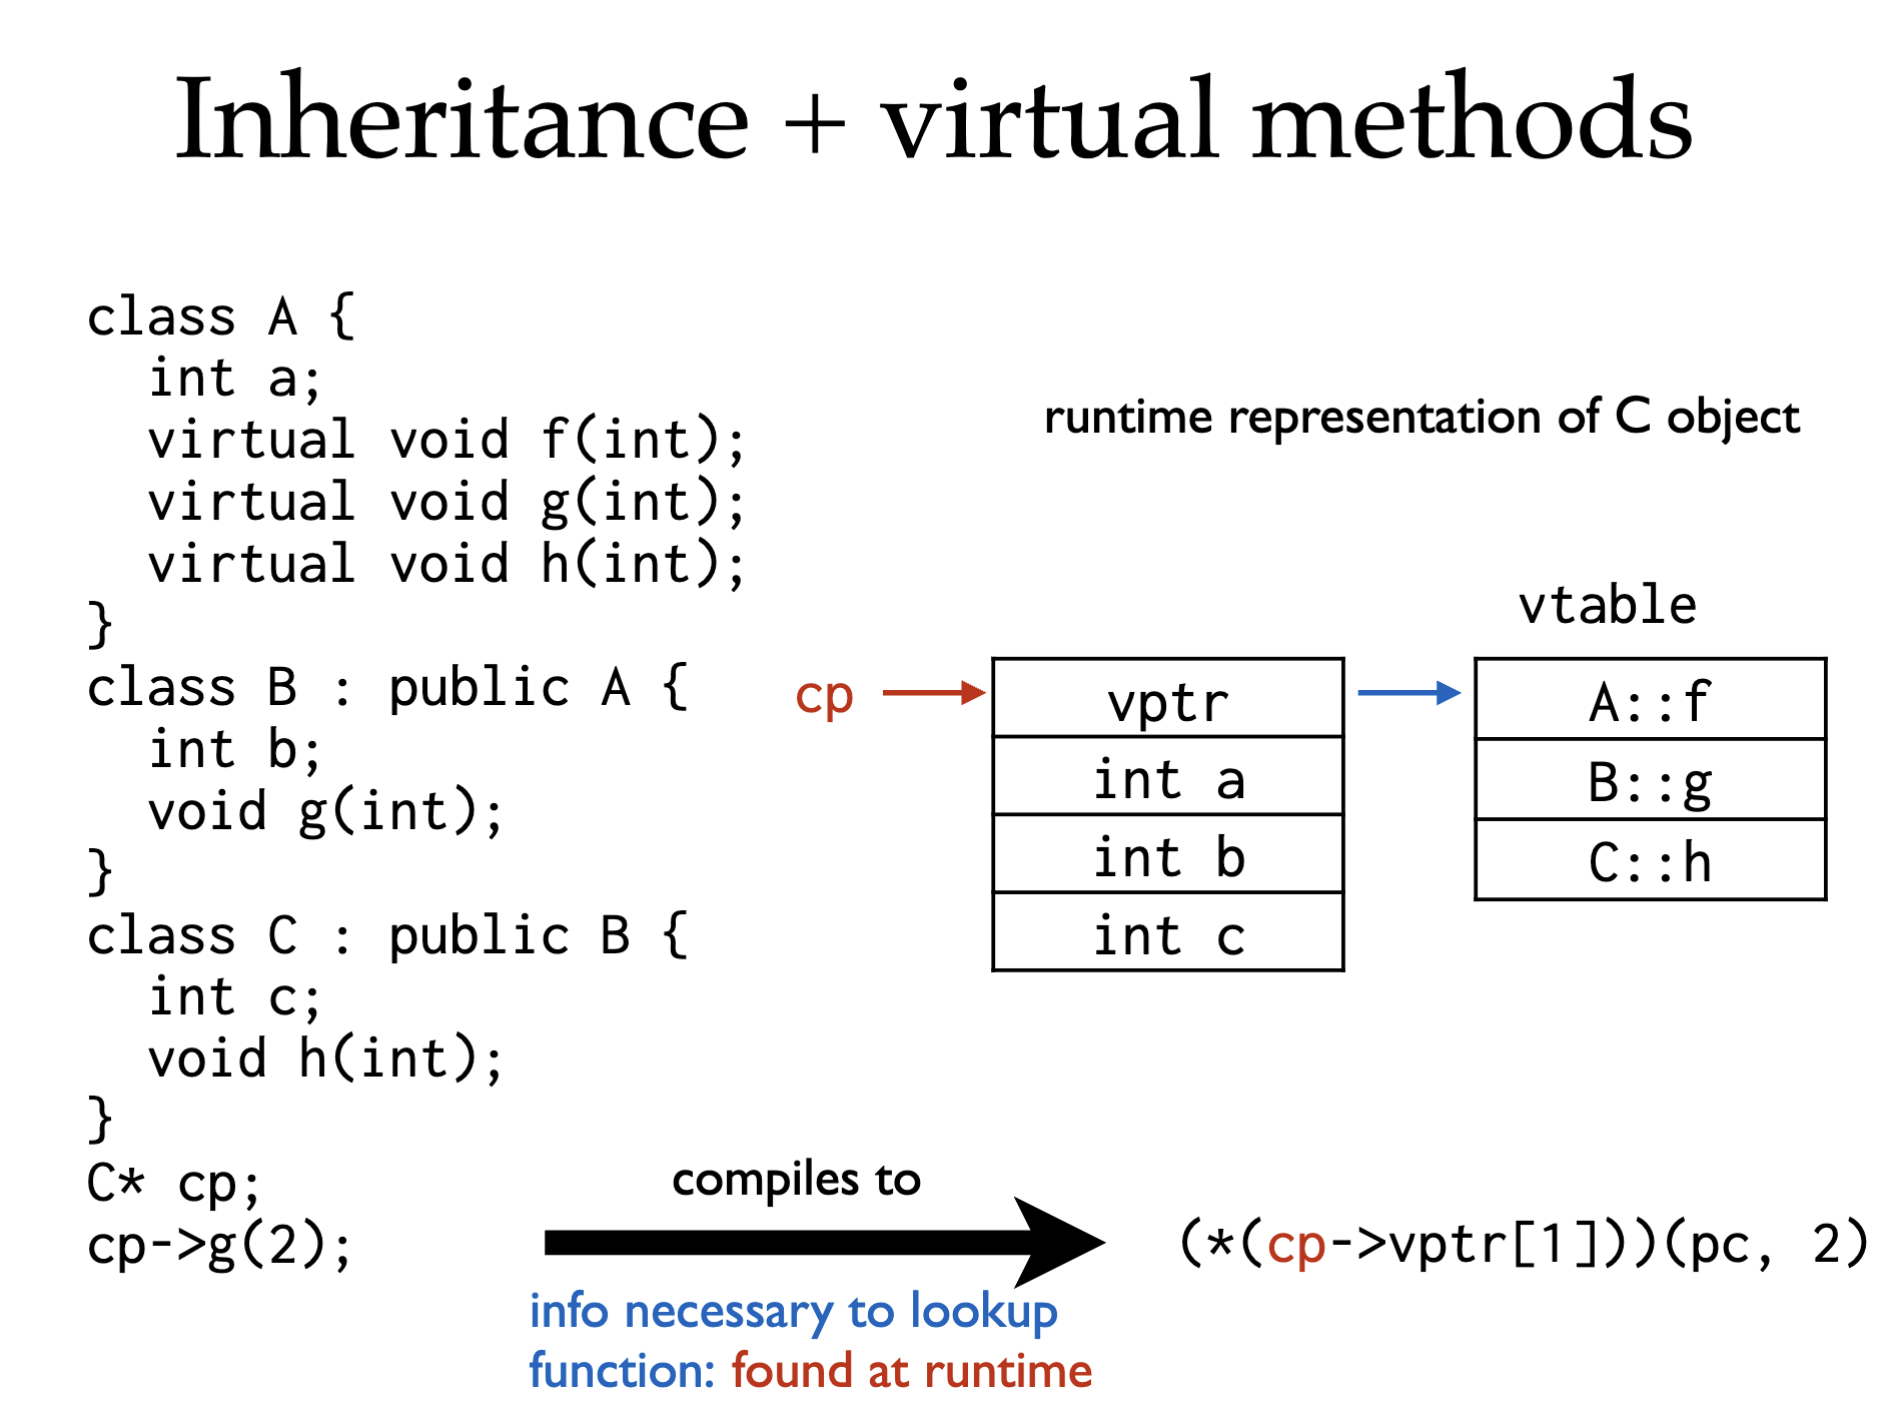 Inheritance + virtual methods
class A {
int a;
virtual void f(int);
virtual void g(int);
virtual void h(int);
}
class B : public A {
int b;
void g(int);
}
class C : public B {
int c;
void h(int);
}
C* cp;
cp->g(2);
runtime representation of C object
vtable
cp
vptr
int a
int b
int c
A::f
B::g
C::h
compiles to
(*(cp->vptr[1]))(pc, 2)
info necessary to lookup
function: found at runtime